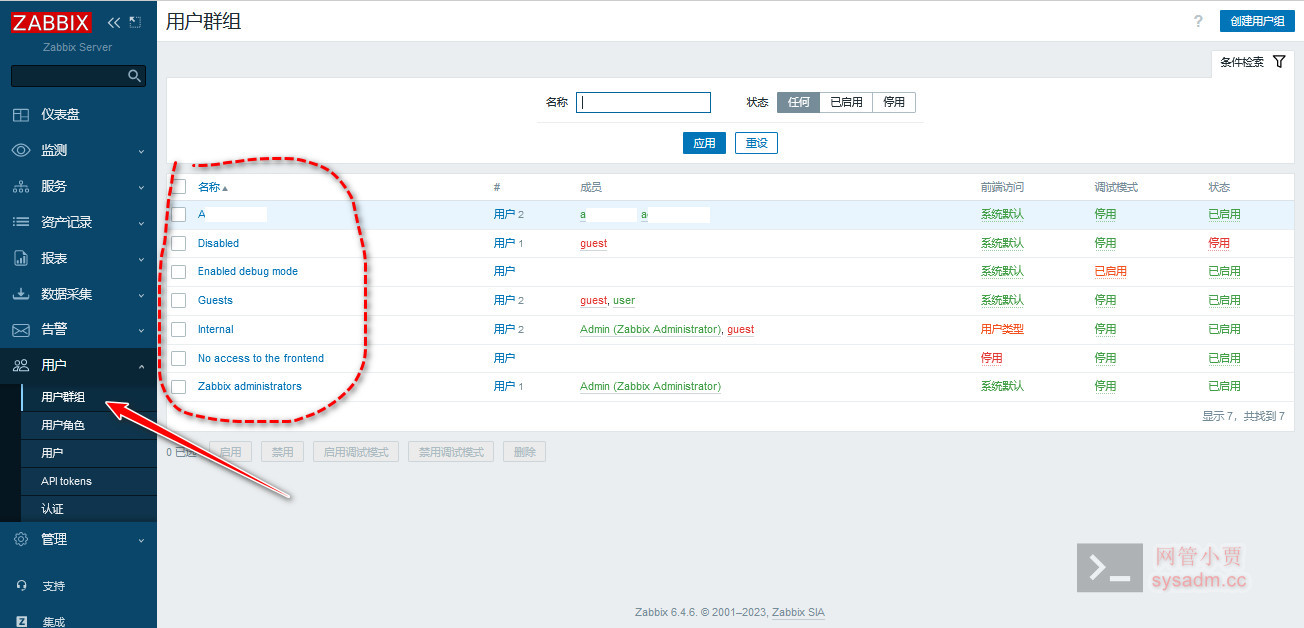 ZABBIX
用户群组
?
创建用户组
Zabbix Server
条件检索
名称
状态 任何 已启用 停用
应用 重设
仪表盘
监测
服务
资产记录
报表
数据采集
告警
用户
用户群组
用户角色
用户
API tokens
认证
管理
支持
集成
名称 # 成员 前端访问 调试模式 状态
A 用户 2 a a 系统默认 停用 已启用
Disabled 用户 1 guest 系统默认 停用 停用
Enabled debug mode 用户 系统默认 已启用 已启用
Guests 用户 2 guest, user 系统默认 停用 已启用
Internal 用户 2 Admin (Zabbix Administrator), guest 用户类型 停用 已启用
No access to the frontend 用户 停用 停用 已启用
Zabbix administrators 用户 1 Admin (Zabbix Administrator) 系统默认 停用 已启用
显示 7，共找到 7
0 已选 启用 禁用 启用调试模式 禁用调试模式 删除
网管小贾
sysadm.cc
Zabbix 6.4.6. © 2001–2023, Zabbix SIA